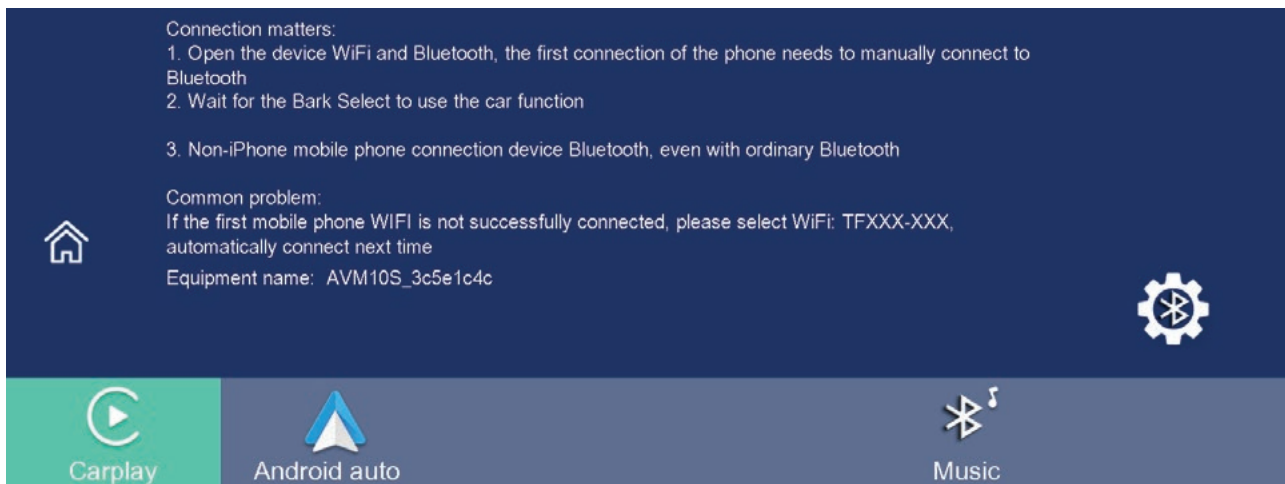 Connection matters:
1. Open the device WiFi and Bluetooth, the first connection of the phone needs to manually connect to
Bluetooth
2. Wait for the Bark Select to use the car function
3. Non-iPhone mobile phone connection device Bluetooth, even with ordinary Bluetooth
Common problem:
If the first mobile phone WIFI is not successfully connected, please select WiFi: TFXXX-XXX,
automatically connect next time
Equipment name: AVM10S_3c5e1c4c
Carplay
Android auto
Music